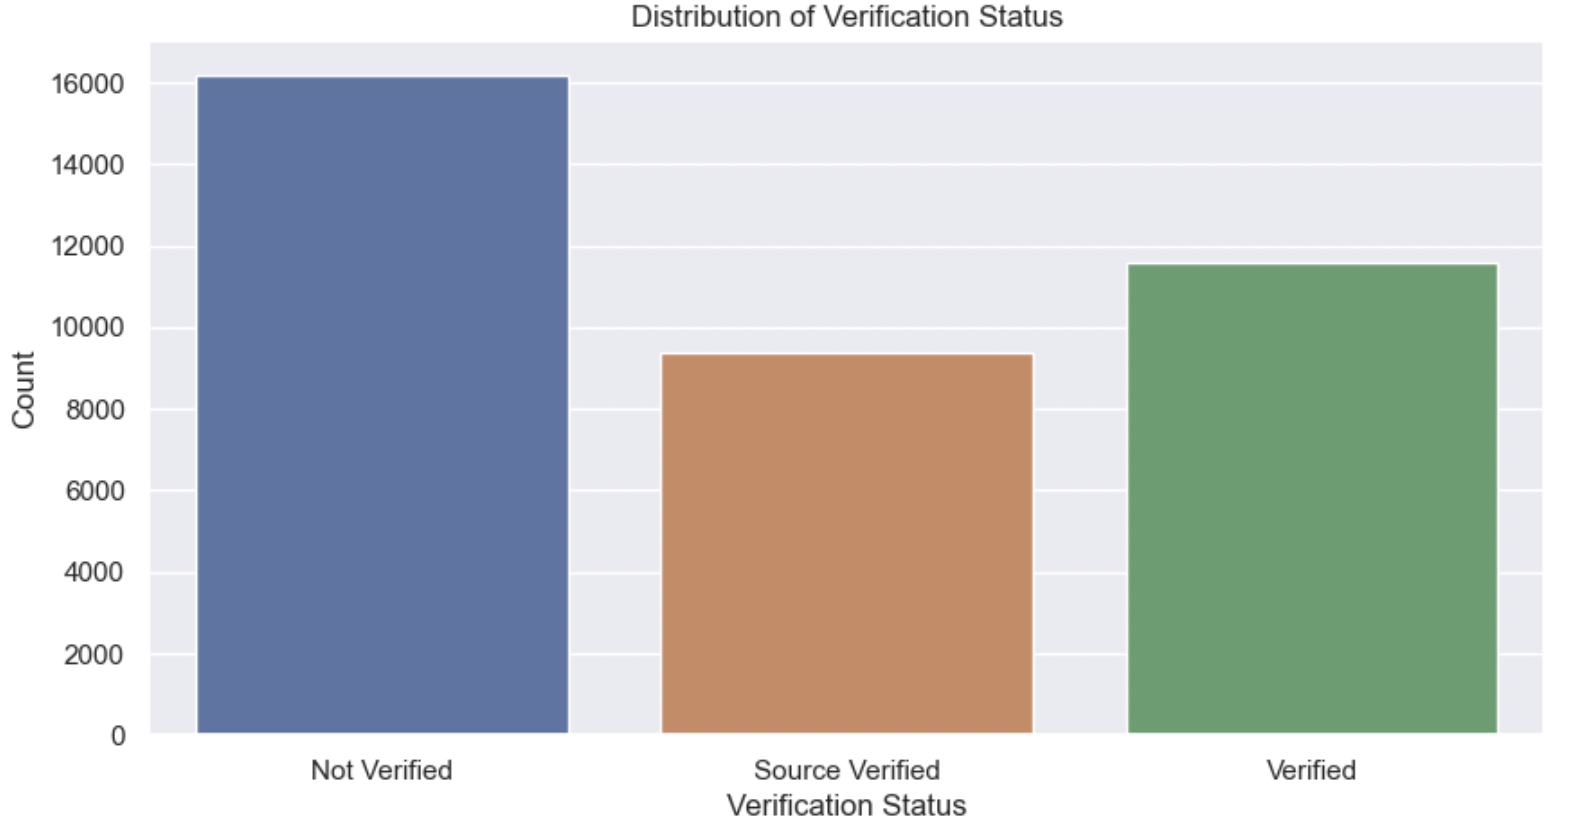 Distribution of Verification Status
16000
14000
12000
10000
8000
6000
4000
2000
0
Count
Not Verified Source Verified Verified
Verification Status